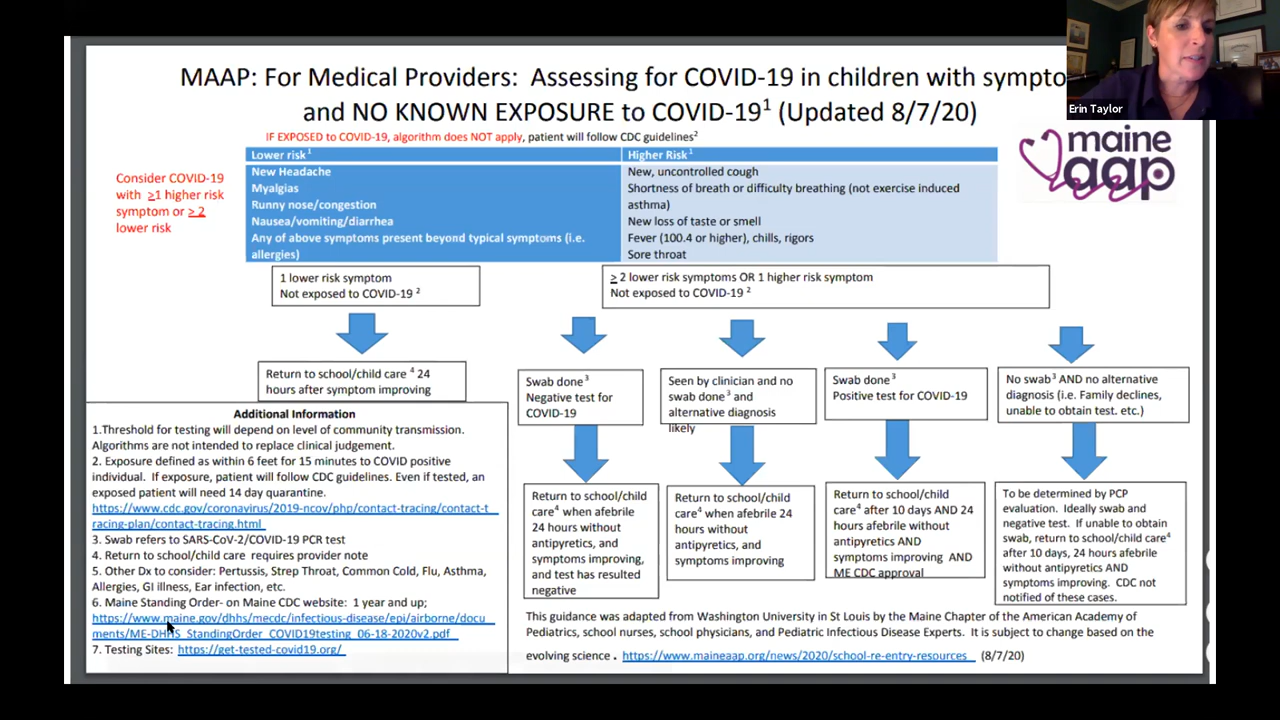 MAAP: For Medical Providers: Assessing for COVID-19 in children with sympto
and NO KNOWN EXPOSURE to COVID-19¹ (Updated 8/7/20)
Erin Taylor
IF EXPOSED to COVID-19, algorithm does NOT apply, patient will follow CDC guidelines²
maine
aap
Consider COVID-19
with ≥1 higher risk
symptom or ≥ 2
lower risk
Lower risk¹
New Headache
Myalgias
Runny nose/congestion
Nausea/vomiting/diarrhea
Any of above symptoms present beyond typical symptoms (i.e.
allergies)
Higher Risk¹
New, uncontrolled cough
Shortness of breath or difficulty breathing (not exercise induced
asthma)
New loss of taste or smell
Fever (100.4 or higher), chills, rigors
Sore throat
1 lower risk symptom
Not exposed to COVID-19 ²
≥ 2 lower risk symptoms OR 1 higher risk symptom
Not exposed to COVID-19 ²
Return to school/child care ⁴ 24
hours after symptom improving
Swab done³
Negative test for
COVID-19
Seen by clinician and no
swab done³ and
alternative diagnosis
likely
Swab done³
Positive test for COVID-19
No swab³ AND no alternative
diagnosis (i.e. Family declines,
unable to obtain test. etc.)
Return to school/child
care⁴ when afebrile
24 hours without
antipyretics, and
symptoms improving,
and test has resulted
negative
Return to school/child
care⁴ when afebrile 24
hours without
antipyretics, and
symptoms improving
Return to school/child
care⁴ after 10 days AND 24
hours afebrile without
antipyretics AND
symptoms improving AND
ME CDC approval
To be determined by PCP
evaluation. Ideally swab and
negative test. If unable to obtain
swab, return to school/child care⁴
after 10 days, 24 hours afebrile
without antipyretics AND
symptoms improving. CDC not
notified of these cases.
Additional Information
1.Threshold for testing will depend on level of community transmission.
Algorithms are not intended to replace clinical judgement.
2. Exposure defined as within 6 feet for 15 minutes to COVID positive
individual. If exposure, patient will follow CDC guidelines. Even if tested, an
exposed patient will need 14 day quarantine.
https://www.cdc.gov/coronavirus/2019-ncov/php/contact-tracing/contact-t
racing-plan/contact-tracing.html
3. Swab refers to SARS-CoV-2/COVID-19 PCR test
4. Return to school/child care requires provider note
5. Other Dx to consider: Pertussis, Strep Throat, Common Cold, Flu, Asthma,
Allergies, GI illness, Ear infection, etc.
6. Maine Standing Order- on Maine CDC website: 1 year and up;
https://www.maine.gov/dhhs/mecdc/infectious-disease/epi/airborne/docu
ments/ME-DHHS_StandingOrder_COVID19testing_06-18-2020v2.pdf
7. Testing Sites: https://get-tested-covid19.org/
This guidance was adapted from Washington University in St Louis by the Maine Chapter of the American Academy of
Pediatrics, school nurses, school physicians, and Pediatric Infectious Disease Experts. It is subject to change based on the
evolving science . https://www.maineaap.org/news/2020/school-re-entry-resources (8/7/20)